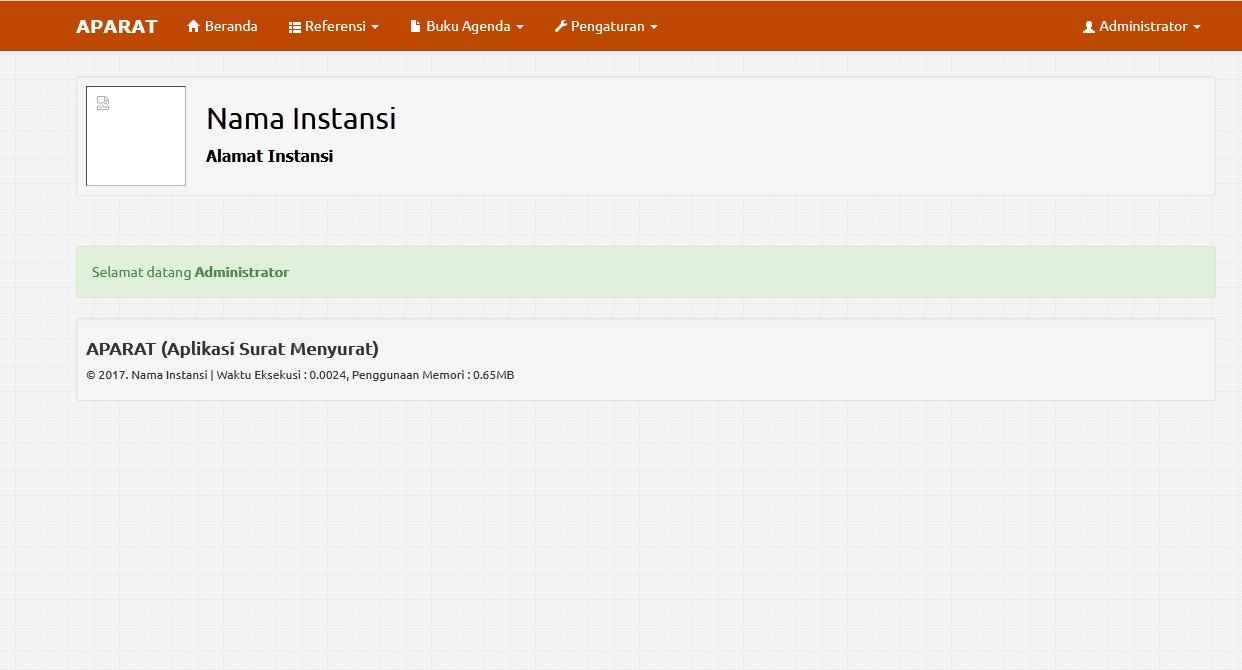 APARAT Beranda Referensi Buku Agenda Pengaturan Administrator
Nama Instansi
Alamat Instansi
Selamat datang Administrator
APARAT (Aplikasi Surat Menyurat)
© 2017. Nama Instansi | Waktu Eksekusi : 0.0024, Penggunaan Memori : 0.65MB